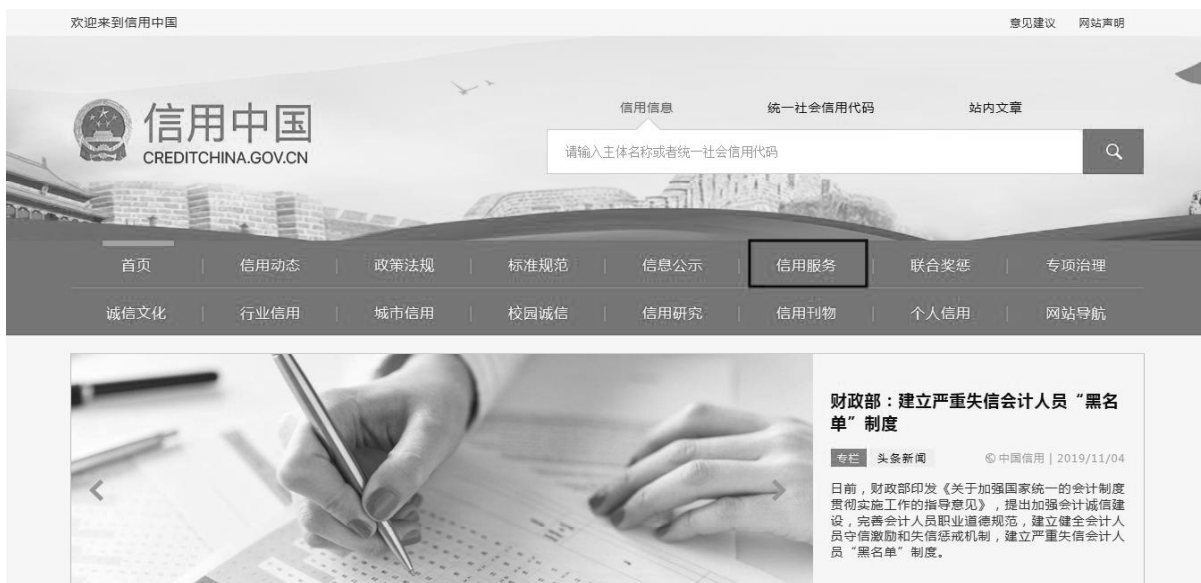 欢迎来到信用中国
意见建议 网站声明
信用信息 统一社会信用代码 站内文章
信用中国
CREDITCHINA.GOV.CN
请输入主体名称或者统一社会信用代码
首页 | 信用动态 | 政策法规 | 标准规范 | 信息公示 | 信用服务 | 联合奖惩 | 专项治理
诚信文化 | 行业信用 | 城市信用 | 校园诚信 | 信用研究 | 信用刊物 | 个人信用 | 网站导航
财政部：建立严重失信会计人员“黑名
单”制度
专栏 头条新闻 ©中国信用 | 2019/11/04
日前，财政部印发《关于加强国家统一的会计制度
贯彻实施工作的指导意见》，提出加强会计诚信建
设，完善会计人员职业道德规范，建立健全会计人
员守信激励和失信惩戒机制，建立严重失信会计人
员“黑名单”制度。